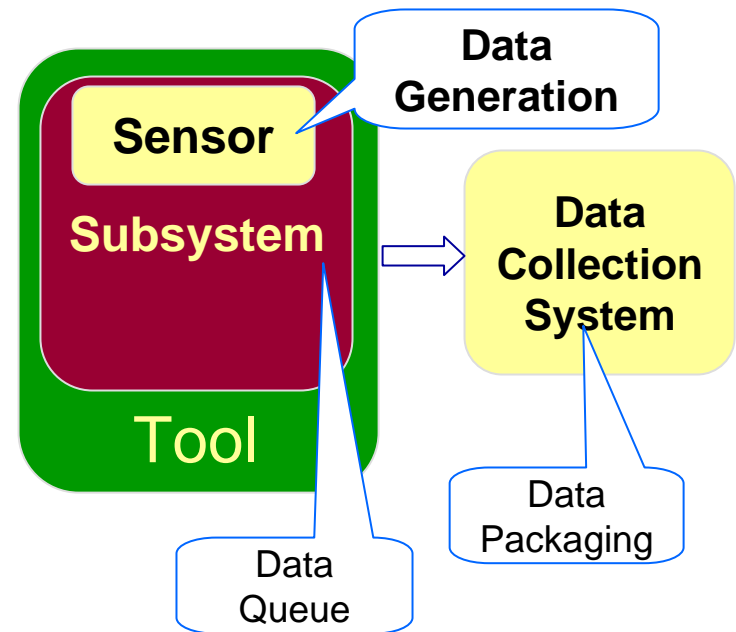 Data
Generation
Sensor
Subsystem
Data
Collection
System
Tool
Data
Packaging
Data
Queue